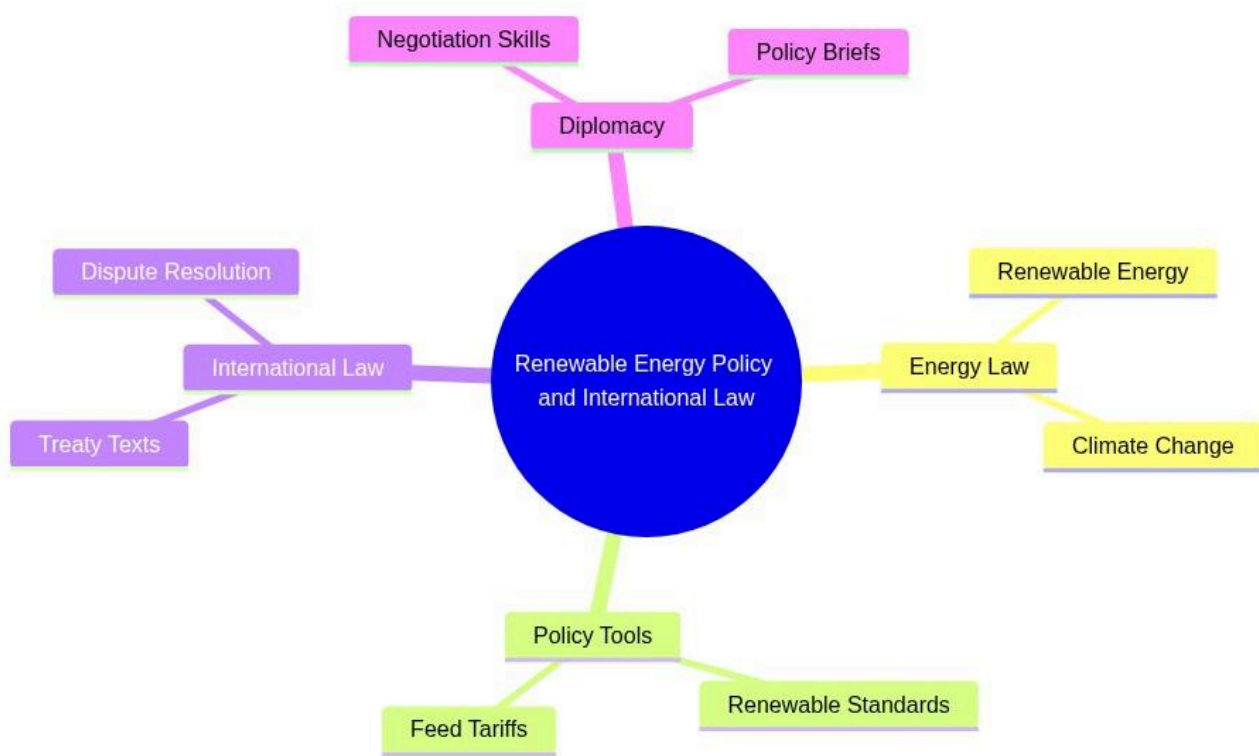 Negotiation Skills
Policy Briefs
Diplomacy
Dispute Resolution
Renewable Energy
International Law
Renewable Energy Policy
and International Law
Energy Law
Treaty Texts
Climate Change
Policy Tools
Renewable Standards
Feed Tariffs